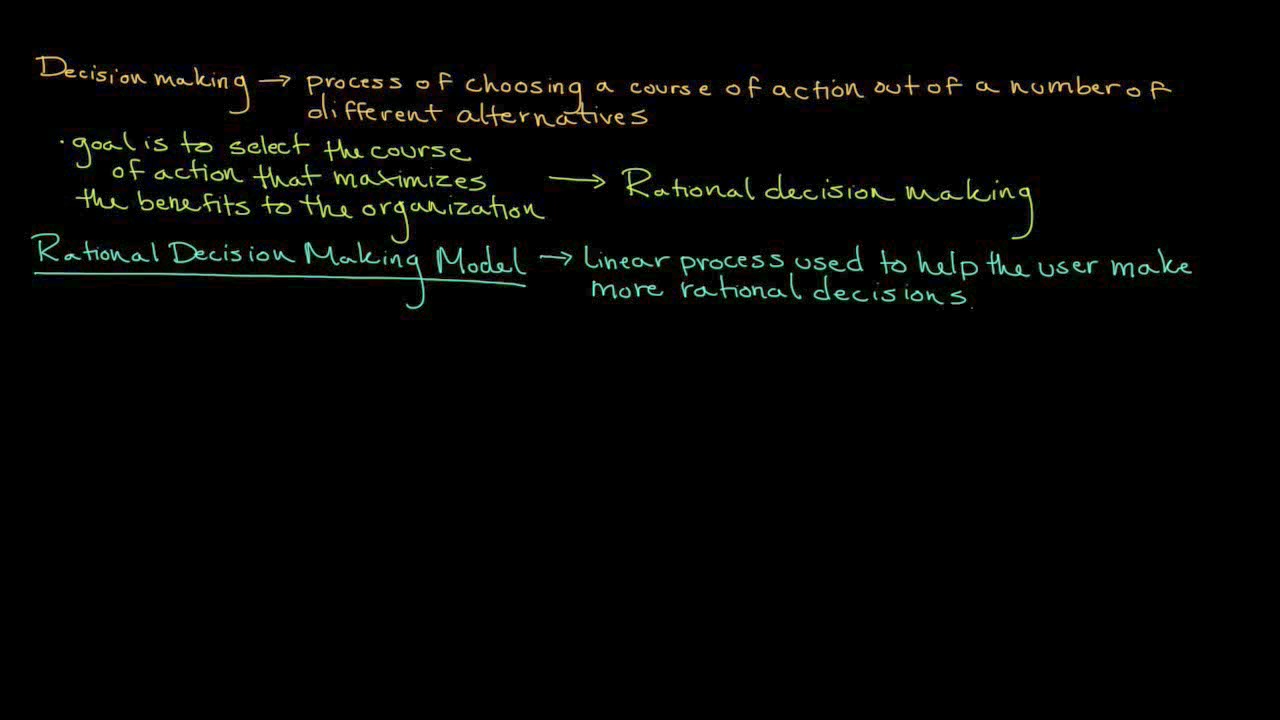 Decision making → process of choosing a course of action out of a number of
different alternatives
· goal is to select the course
of action that maximizes
the benefits to the organization → Rational decision making
Rational Decision Making Model → Linear process used to help the user make
more rational decisions.